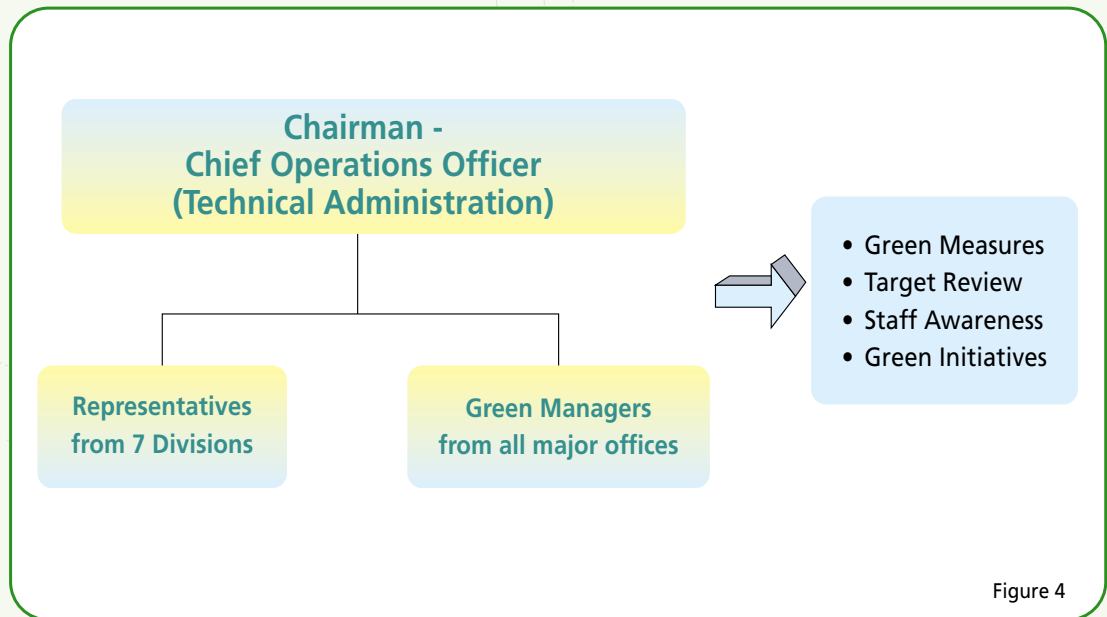 Chairman -
Chief Operations Officer
(Technical Administration)
Representatives
from 7 Divisions
Green Managers
from all major offices
• Green Measures
• Target Review
• Staff Awareness
• Green Initiatives
Figure 4